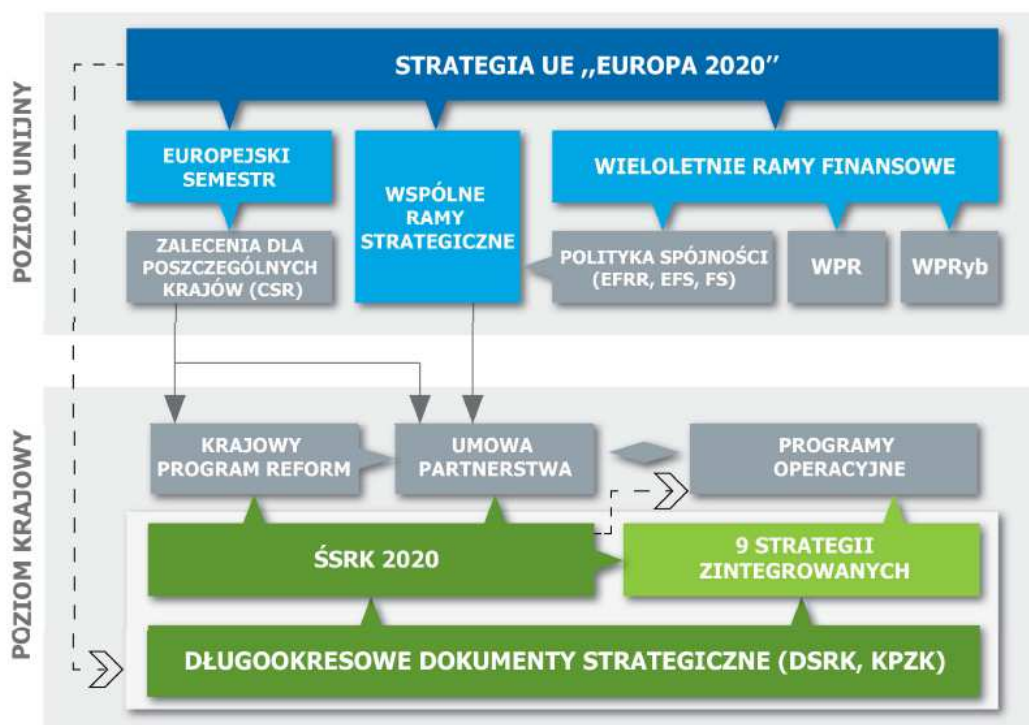 POZIOM UNIJNY
STRATEGIA UE „EUROPA 2020”
EUROPEJSKI
SEMESTR
WSPÓLNE
RAMY
STRATEGICZNE
WIELOLETNIE RAMY FINANSOWE
ZALECENIA DLA
POSZCZEGÓLNYCH
KRAJÓW (CSR)
POLITYKA SPÓJNOŚCI
(EFRR, EFS, FS)
WPR
WPRyb
POZIOM KRAJOWY
KRAJOWY
PROGRAM REFORM
UMOWA
PARTNERSTWA
PROGRAMY
OPERACYJNE
ŚSRK 2020
9 STRATEGII
ZINTEGROWANYCH
DŁUGOOKRESOWE DOKUMENTY STRATEGICZNE (DSRK, KPZK)